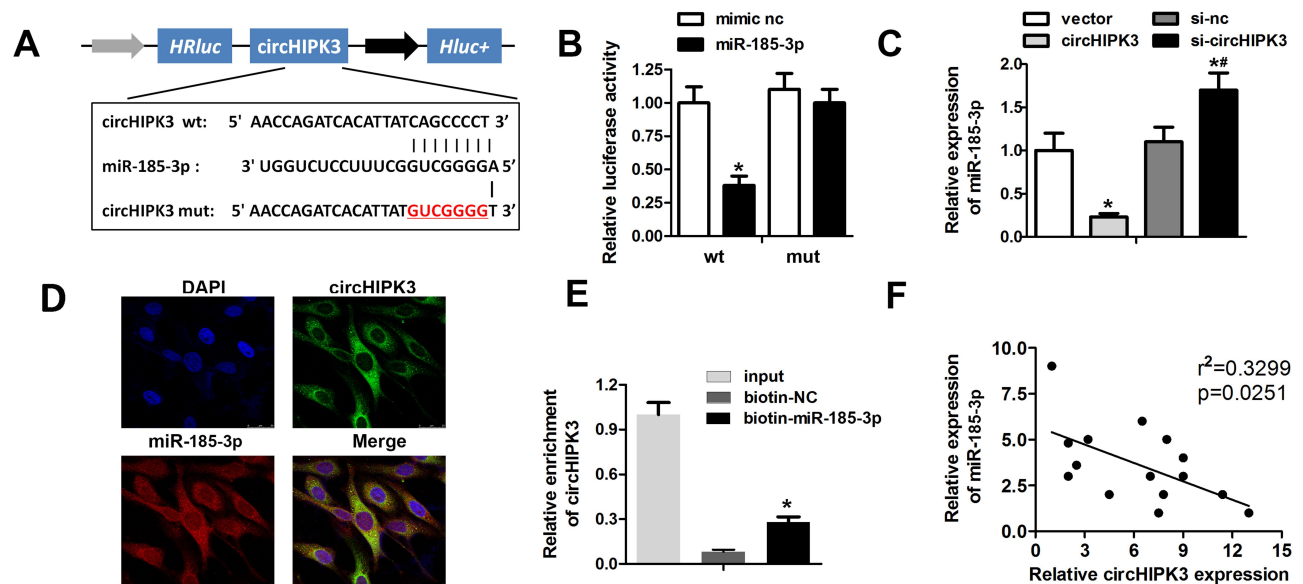 A
HRluc
circHIPK3
Hluc+
circHIPK3 wt: 5' AACCAGATCACATTATCAGCCCCT 3’
miR-185-3p : 3' UGGUCUCCUUUCGGUCGGGGA 5’
circHIPK3 mut: 5' AACCAGATCACATTATGUCGGGGT 3’
B
mimic nc
miR-185-3p
Relative luciferase activity
1.25
1.00
0.75
0.50
0.25
0.00
*
wt
mut
C
vector
si-nc
circHIPK3
si-circHIPK3
Relative expression
of miR-185-3p
2.0
1.5
1.0
0.5
0.0
*
*#
D
DAPI
circHIPK3
miR-185-3p
Merge
E
input
biotin-NC
biotin-miR-185-3p
Relative enrichment
of circHIPK3
1.2
0.9
0.6
0.3
0.0
*
F
Relative expression
of miR-185-3p
10.0
7.5
5.0
2.5
0.0
r²=0.3299
p=0.0251
0 3 6 9 12 15
Relative circHIPK3 expression